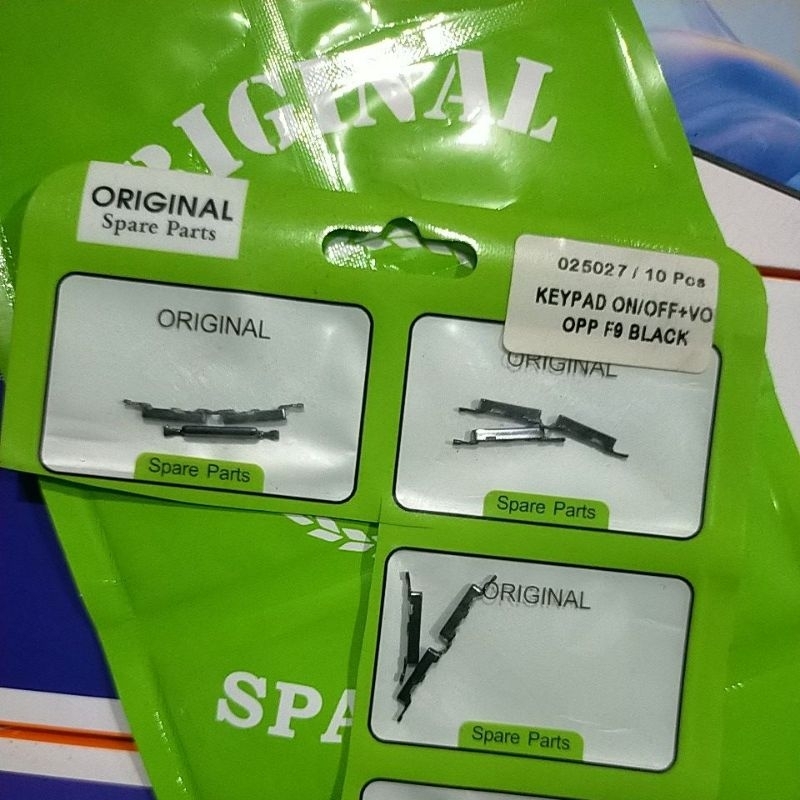 ORIGINAL
ORIGINAL
Spare Parts
025027 / 10 Pcs
KEYPAD ON/OFF+VO
OPP F9 BLACK
ORIGINAL
Spare Parts
ORIGINAL
Spare Parts
ORIGINAL
Spare Parts
SPA